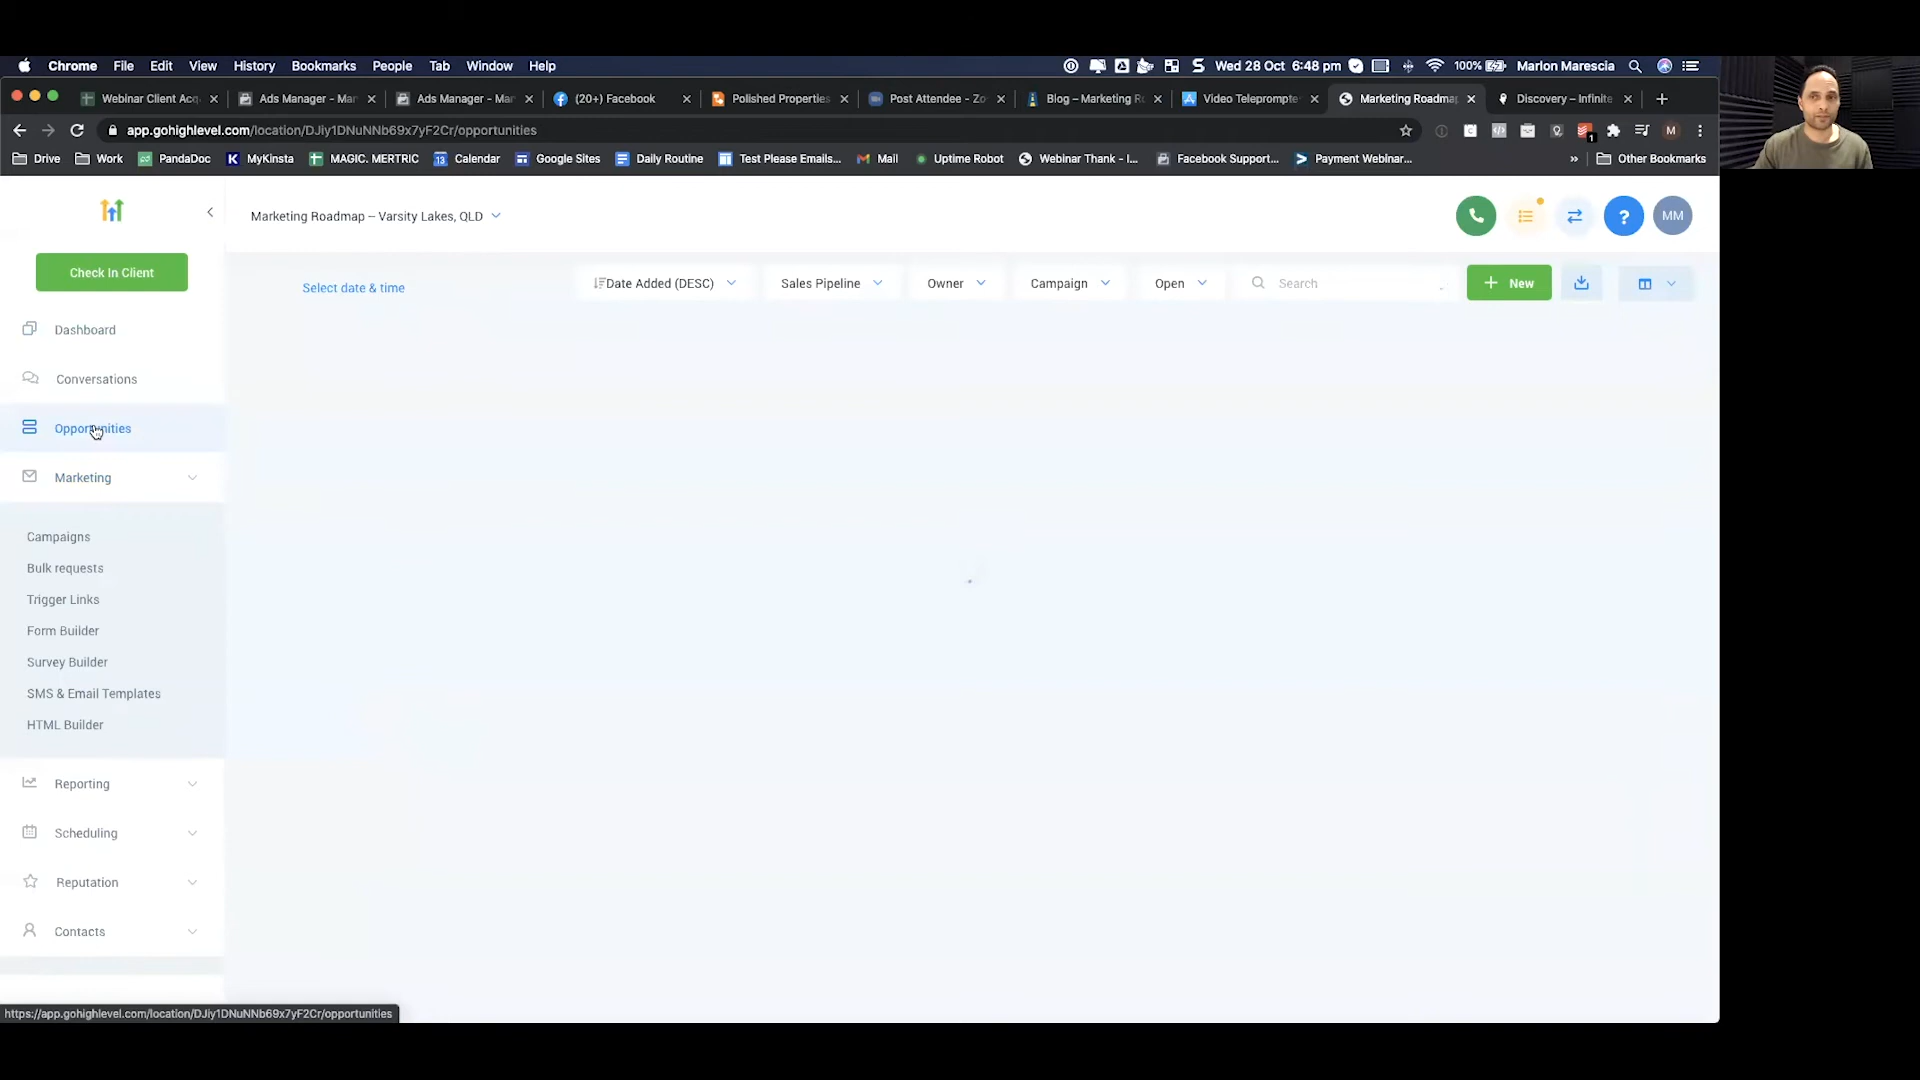 Chrome File Edit View History Bookmarks People Tab Window Help
Wed 28 Oct 6:48 pm 100% Marlon Marescia
Webinar Client Acq Ads Manager - Mar Ads Manager - Mar (20+) Facebook Polished Properties Post Attendee - Zo Blog – Marketing Ro Video Teleprompte Marketing Roadmap Discovery – Infinite
app.gohighlevel.com/location/DJiy1DNuNNb69x7yF2Cr/opportunities
1
M
Drive Work PandaDoc MyKinsta MAGIC. MERTRIC Calendar Google Sites Daily Routine Test Please Emails... Mail Uptime Robot Webinar Thank - I... Facebook Support... Payment Webinar... » Other Bookmarks
Marketing Roadmap – Varsity Lakes, QLD
?
MM
Check In Client
Select date & time
Date Added (DESC) Sales Pipeline Owner Campaign Open Search + New
Dashboard
Conversations
Opportunities
Marketing
Campaigns
Bulk requests
Trigger Links
Form Builder
Survey Builder
SMS & Email Templates
HTML Builder
Reporting
Scheduling
Reputation
Contacts
https://app.gohighlevel.com/location/DJiy1DNuNNb69x7yF2Cr/opportunities